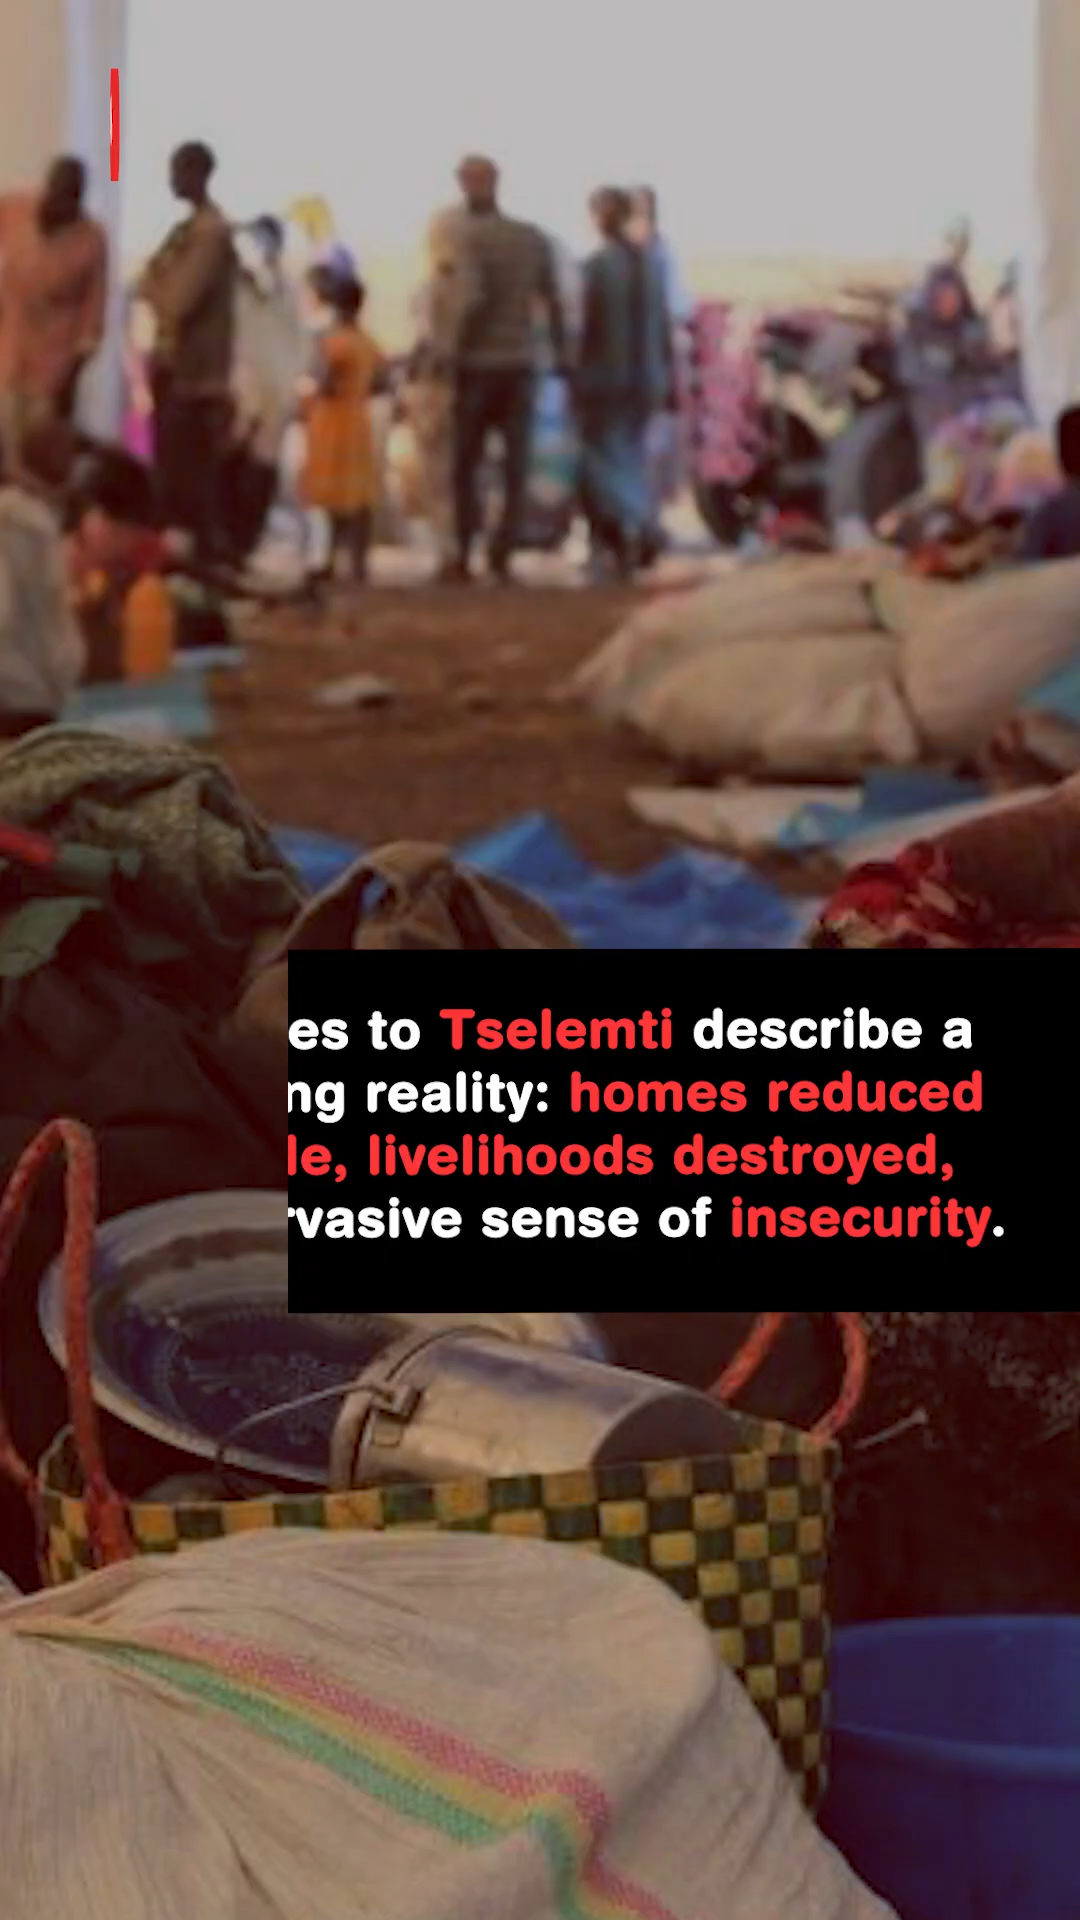 es to Tselemti describe a
ng reality: homes reduced
le, livelihoods destroyed,
rvasive sense of insecurity.